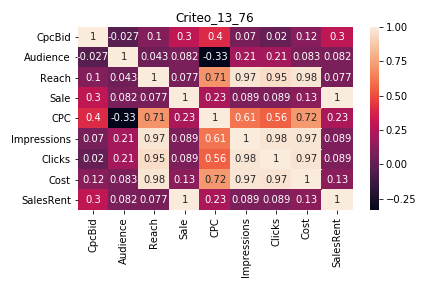 Criteo_13_76
CpcBid 1 -0.027 0.1 0.3 0.4 0.07 0.02 0.12 0.3
Audience -0.027 1 0.043 0.082 -0.33 0.21 0.21 0.083 0.082
Reach 0.1 0.043 1 0.077 0.71 0.97 0.95 0.98 0.077
Sale 0.3 0.082 0.077 1 0.23 0.089 0.089 0.13 1
CPC 0.4 -0.33 0.71 0.23 1 0.61 0.56 0.72 0.23
Impressions 0.07 0.21 0.97 0.089 0.61 1 0.98 0.97 0.089
Clicks 0.02 0.21 0.95 0.089 0.56 0.98 1 0.97 0.089
Cost 0.12 0.083 0.98 0.13 0.72 0.97 0.97 1 0.13
SalesRent 0.3 0.082 0.077 1 0.23 0.089 0.089 0.13 1
CpcBid Audience Reach Sale CPC Impressions Clicks Cost SalesRent
1.00
0.75
0.50
0.25
0.00
−0.25